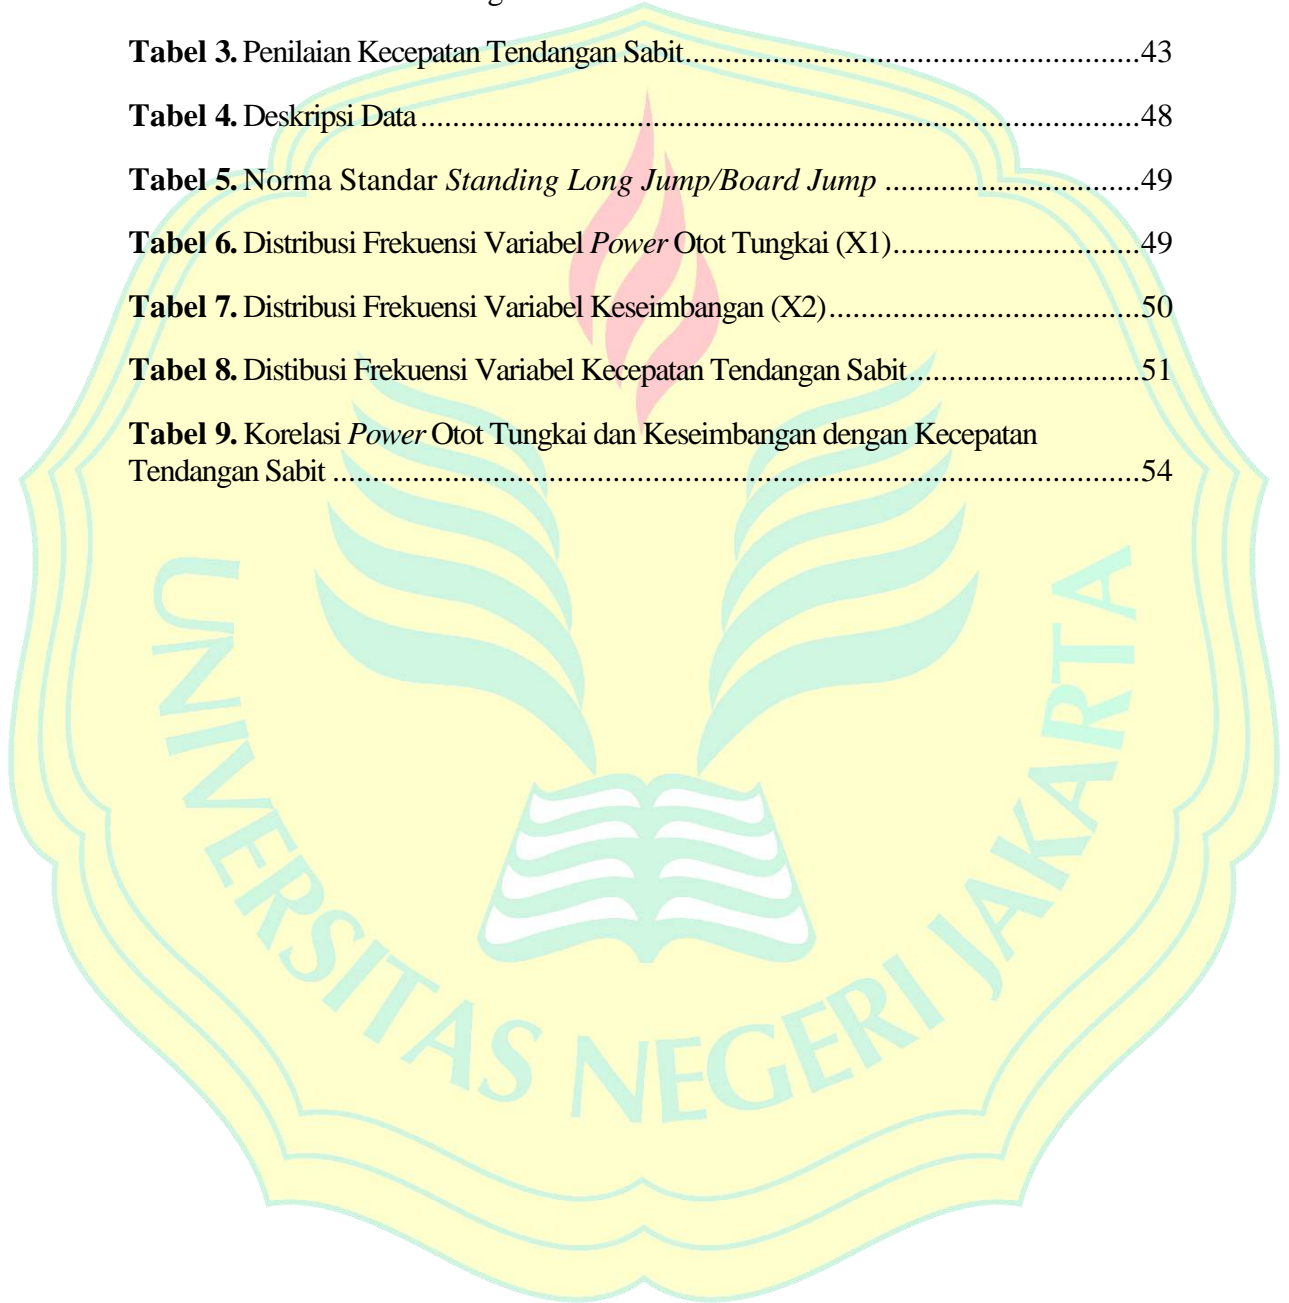 Tabel 3. Penilaian Kecepatan Tendangan Sabit.........................................................43
Tabel 4. Deskripsi Data..........................................................................................48
Tabel 5. Norma Standar Standing Long Jump/Board Jump ................................49
Tabel 6. Distribusi Frekuensi Variabel Power Otot Tungkai (X1)........................49
Tabel 7. Distribusi Frekuensi Variabel Keseimbangan (X2).......................................50
Tabel 8. Distibusi Frekuensi Variabel Kecepatan Tendangan Sabit.............................51
Tabel 9. Korelasi Power Otot Tungkai dan Keseimbangan dengan Kecepatan
Tendangan Sabit .....................................................................................................54
UNIVERSITAS NEGERI JAKARTA